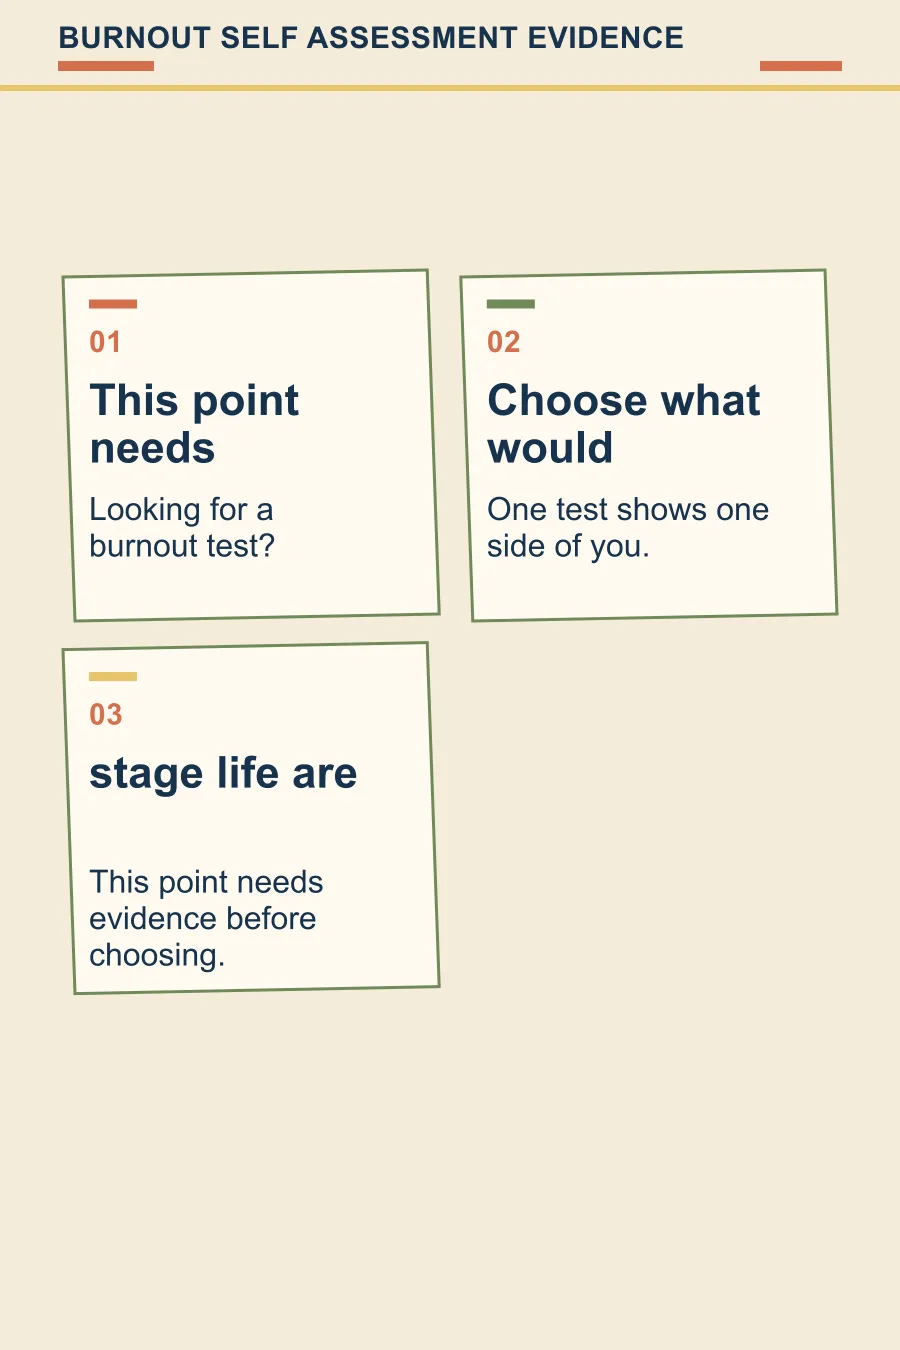 BURNOUT SELF ASSESSMENT EVIDENCE
01
This point
needs
Looking for a
burnout test?
02
Choose what
would
One test shows one
side of you.
03
stage life are
This point needs
evidence before
choosing.